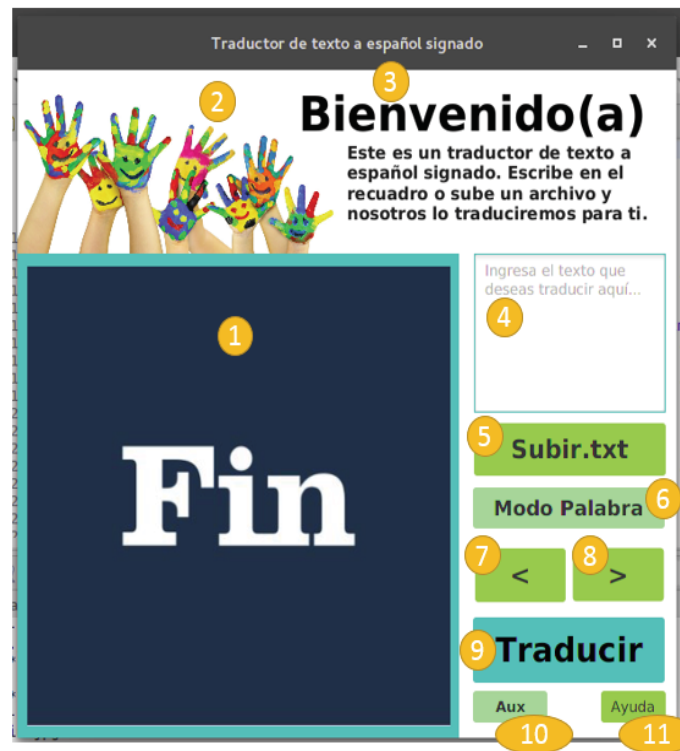 Traductor de texto a español signado
3
2
Bienvenido(a)
Este es un traductor de texto a
español signado. Escribe en el
recuadro o sube un archivo y
nosotros lo traduciremos para ti.
1
Fin
Ingresa el texto que
deseas traducir aquí...
4
5
Subir.txt
Modo Palabra
6
7
<
8
>
9
Traducir
Aux
Ayuda
10
11